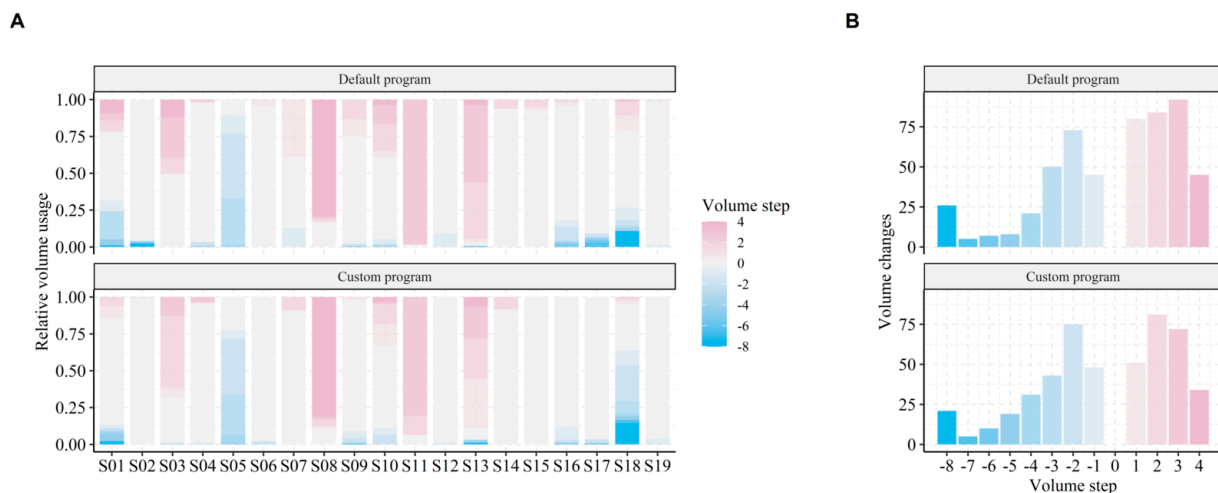 A
B
Default program
Default program
1.00
0.75
0.50
0.25
0.00
75
50
25
0
Relative volume usage
Volume step
4
2
0
-2
-4
-6
-8
Volume changes
Custom program
Custom program
1.00
0.75
0.50
0.25
0.00
75
50
25
0
S01 S02 S03 S04 S05 S06 S07 S08 S09 S10 S11 S12 S13 S14 S15 S16 S17 S18 S19
-8 -7 -6 -5 -4 -3 -2 -1 0 1 2 3 4
Volume step